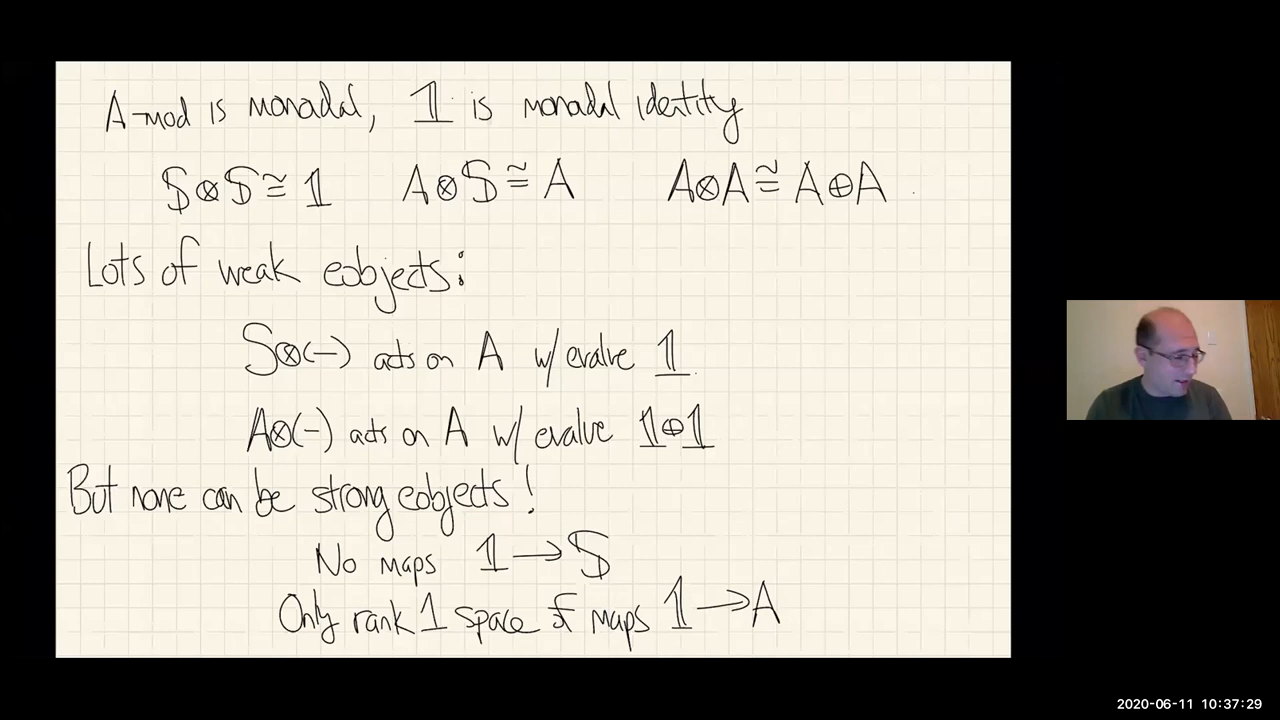 A-mod is monoidal, 𝟙 is monoidal identity
𝕊⊗𝕊≅𝟙 A⊗𝕊≅A A⊗A≅A⊕A
Lots of weak eobjects:
𝕊⊗(-) acts on A w/ evalue 𝟙.
A⊗(-) acts on A w/ evalue 𝟙⊕𝟙
But none can be strong eobjects!
No maps 𝟙→𝕊
Only rank 1 space of maps 𝟙→A
2020-06-11 10:37:29